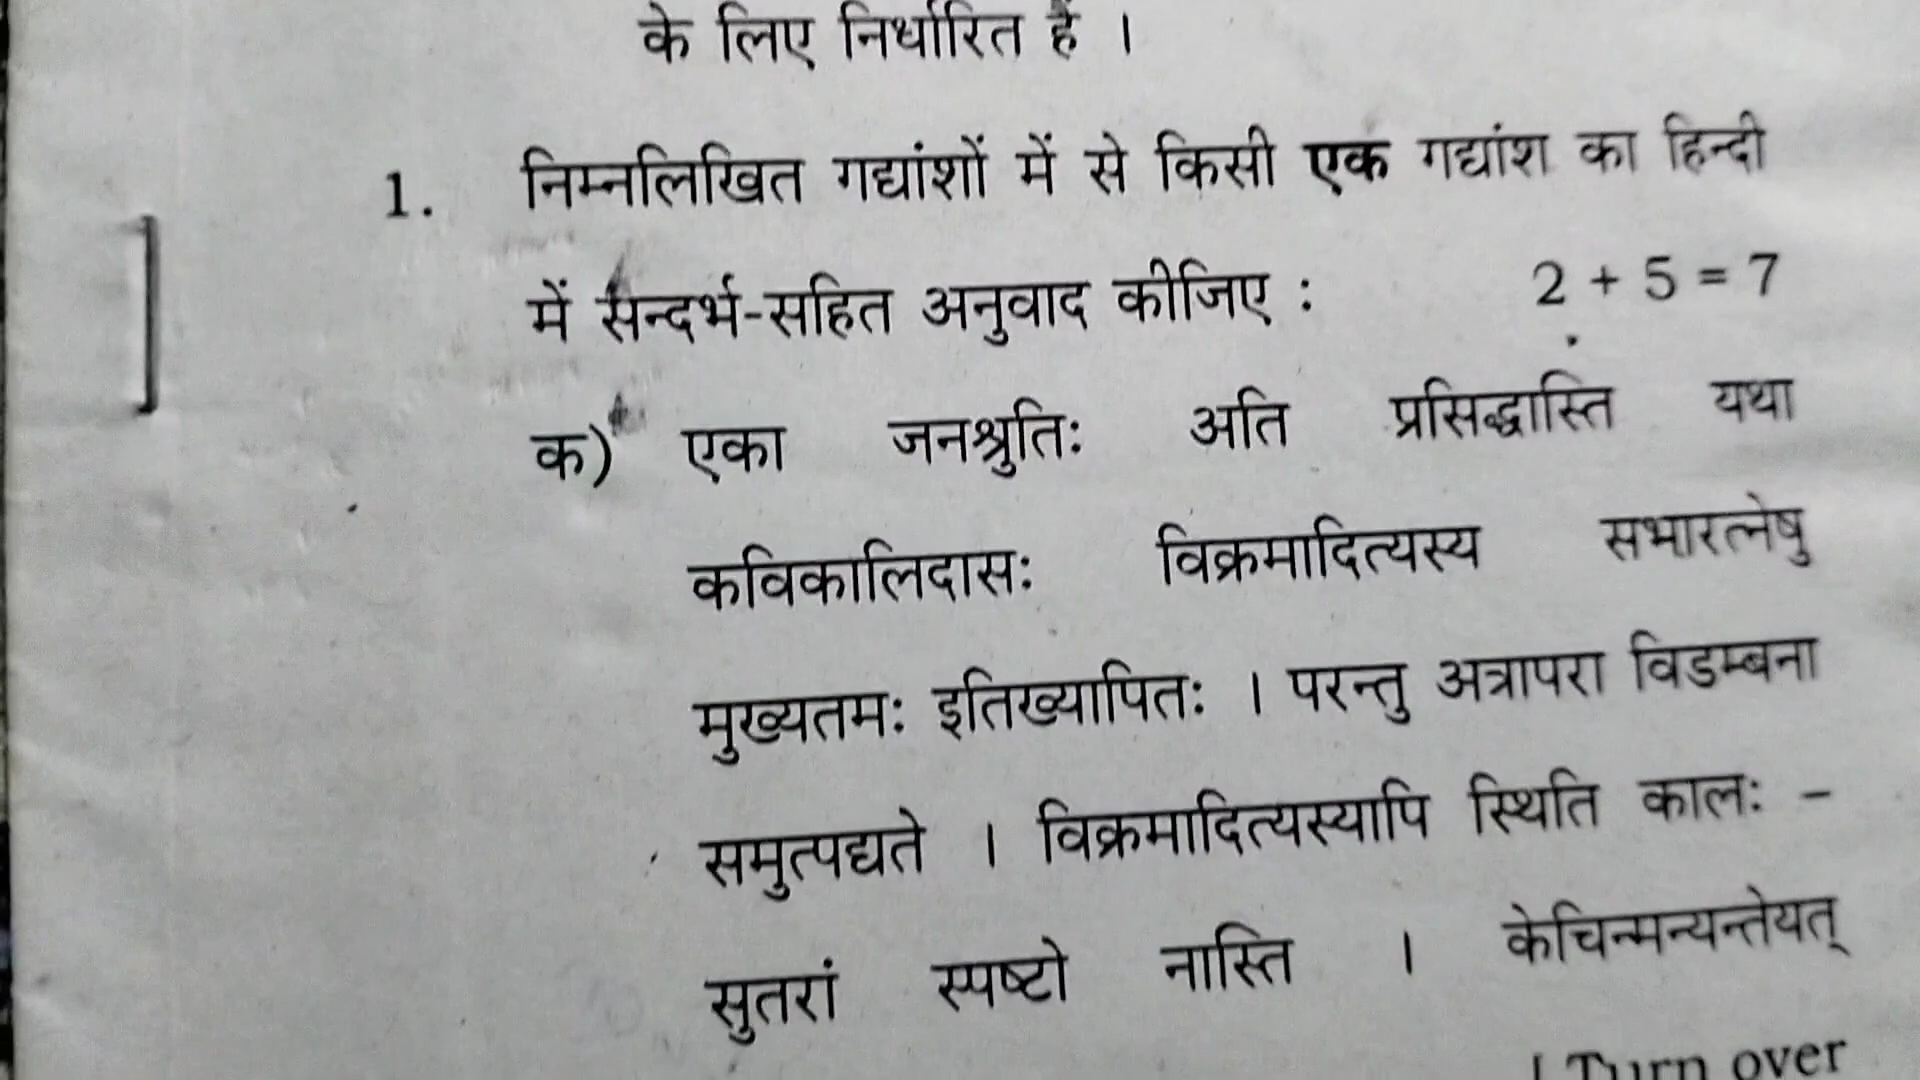 के लिए निर्धारित हैं ।
1. निम्नलिखित गद्यांशों में से किसी एक गद्यांश का हिन्दी
में सन्दर्भ-सहित अनुवाद कीजिए : 2 + 5 = 7
क) एका जनश्रुतिः अति प्रसिद्धास्ति यथा
कविकालिदासः विक्रमादित्यस्य सभारत्नेषु
मुख्यतमः इतिख्यापितः । परन्तु अत्रापरा विडम्बना
समुत्पद्यते । विक्रमादित्यस्यापि स्थिति कालः –
सुतरां स्पष्टो नास्ति । केचिन्मन्यन्तेयत्
[ Turn over